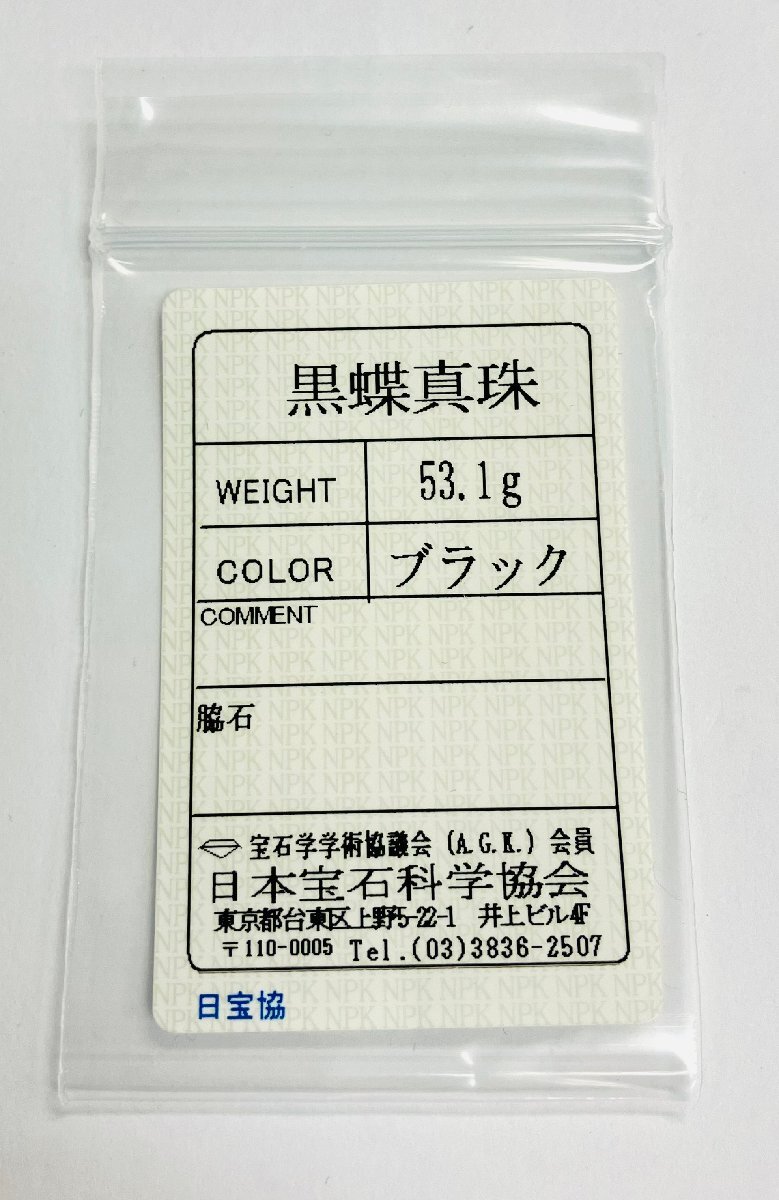 黒蝶真珠
WEIGHT 53.1g
COLOR ブラック
COMMENT
脇石
宝石学学術協議会 (A.G.K.) 会員
日本宝石科学協会
東京都台東区上野5-22-1 井上ビル4F
〒110-0005 Tel.(03)3836-2507
日宝協